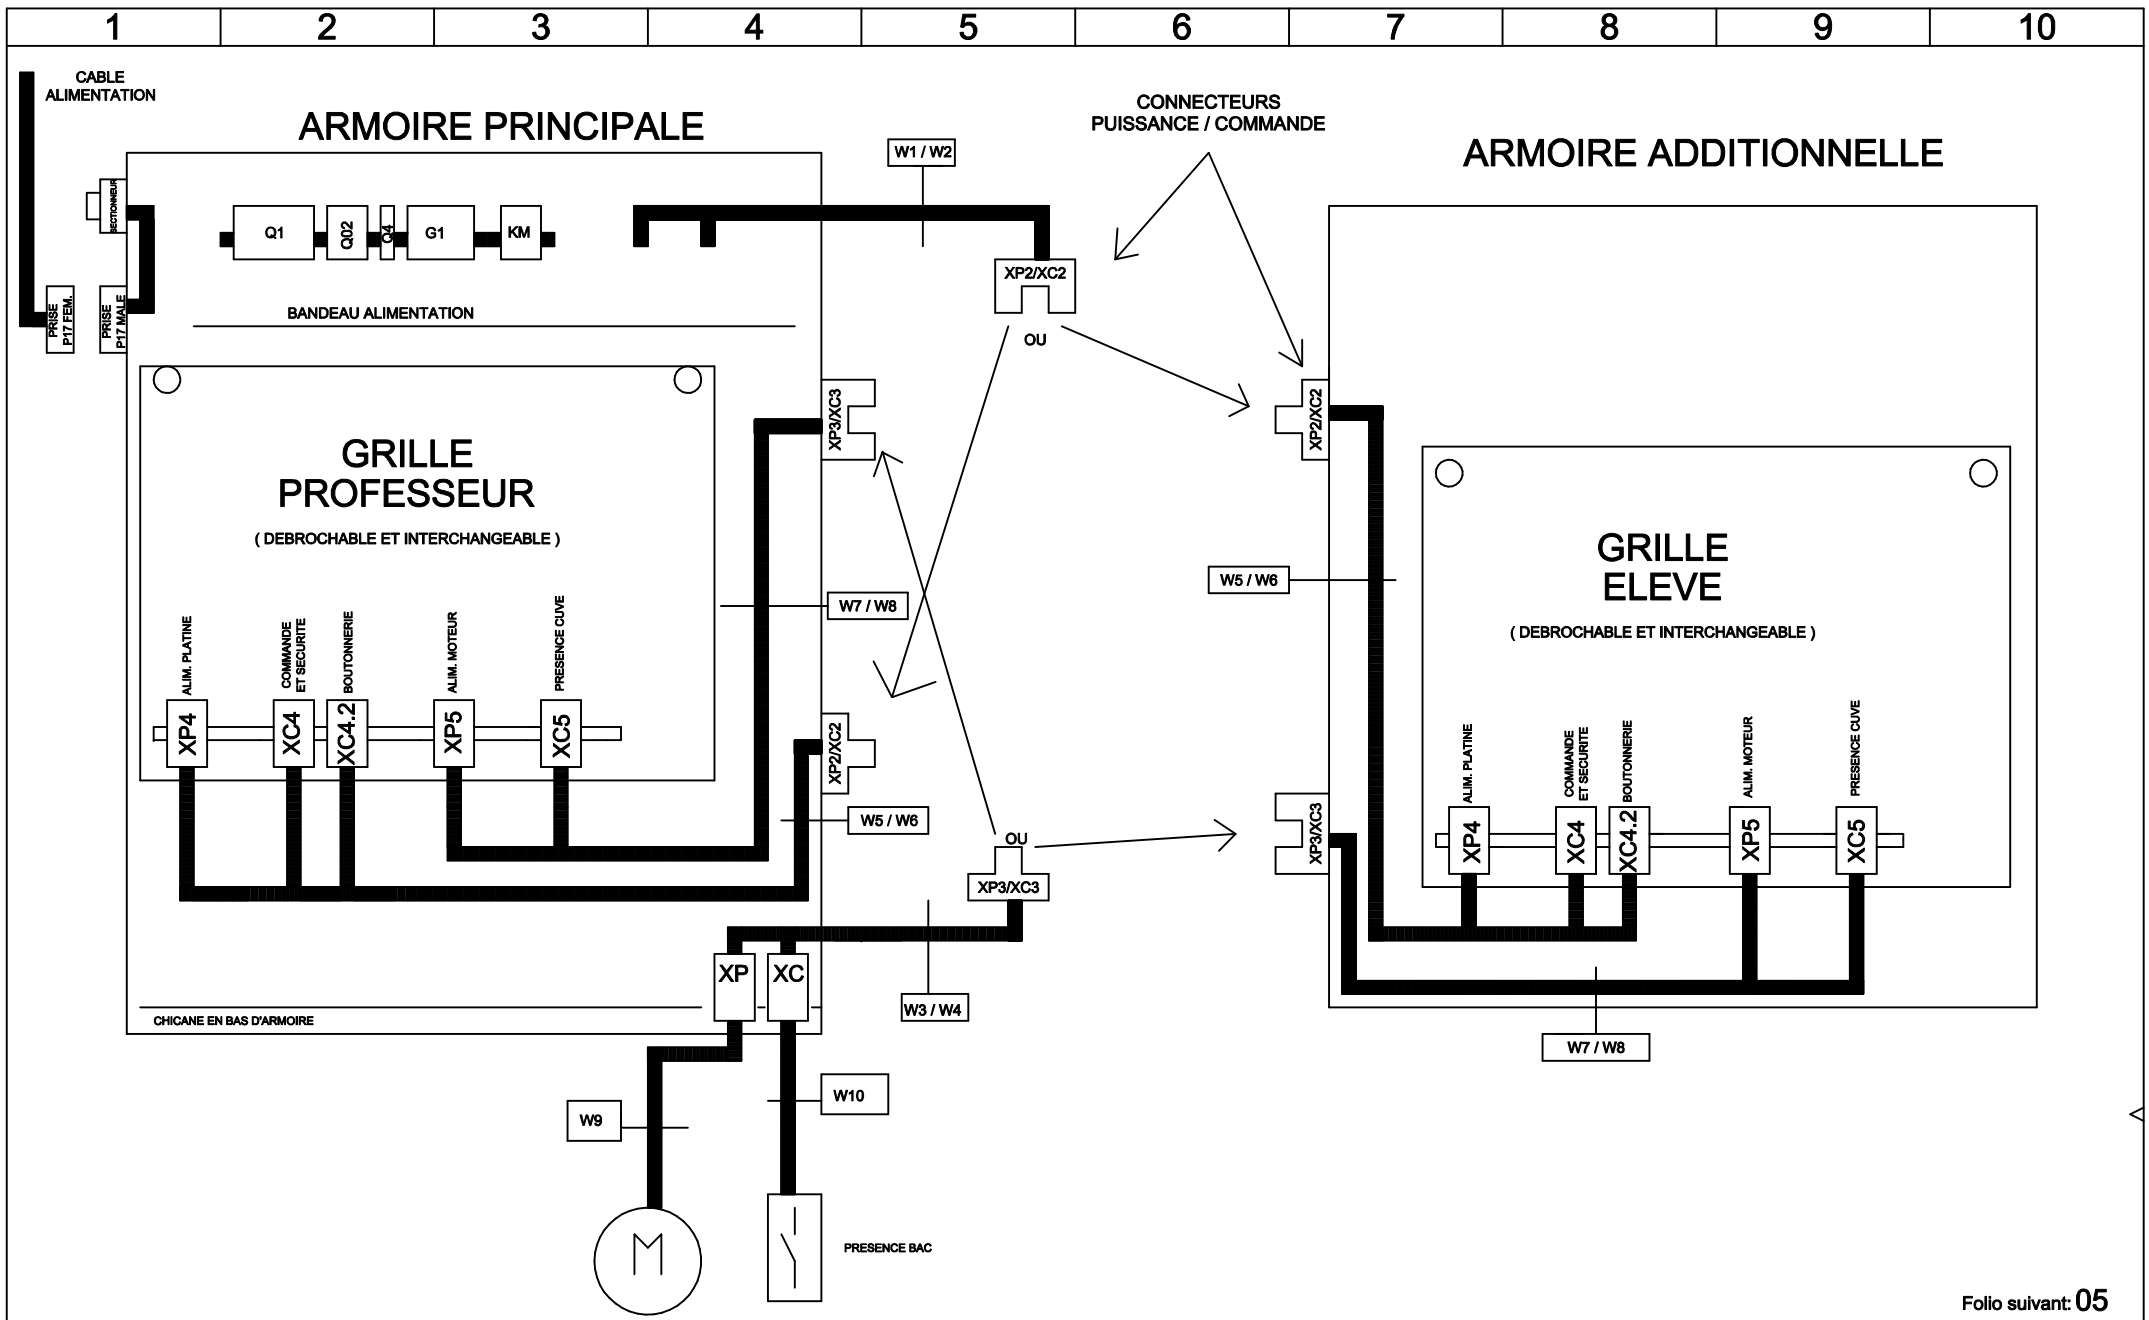 1 2 3 4 5 6 7 8 9 10
CABLE
ALIMENTATION
ARMOIRE PRINCIPALE
CONNECTEURS
PUISSANCE / COMMANDE
ARMOIRE ADDITIONNELLE
W1 / W2
SECTIONNEUR
Q1 Q02 Q4 G1 KM
XP2/XC2
PRISE
P17 FEM.
PRISE
P17 MALE
BANDEAU ALIMENTATION
OU
XP3/XC3
XP2/XC2
GRILLE
PROFESSEUR
( DEBROCHABLE ET INTERCHANGEABLE )
GRILLE
ELEVE
( DEBROCHABLE ET INTERCHANGEABLE )
W5 / W6
W7 / W8
ALIM. PLATINE
COMMANDE
ET SECURITE
BOUTONNERIE
ALIM. MOTEUR
PRESENCE CUVE
XP4 XC4 XC4.2 XP5 XC5
XP2/XC2
W5 / W6
OU
XP3/XC3
XP3/XC3
ALIM. PLATINE
COMMANDE
ET SECURITE
BOUTONNERIE
ALIM. MOTEUR
PRESENCE CUVE
XP4 XC4 XC4.2 XP5 XC5
XP XC
W3 / W4
CHICANE EN BAS D'ARMOIRE
W7 / W8
W10
W9
M
PRESENCE BAC
Folio suivant: 05